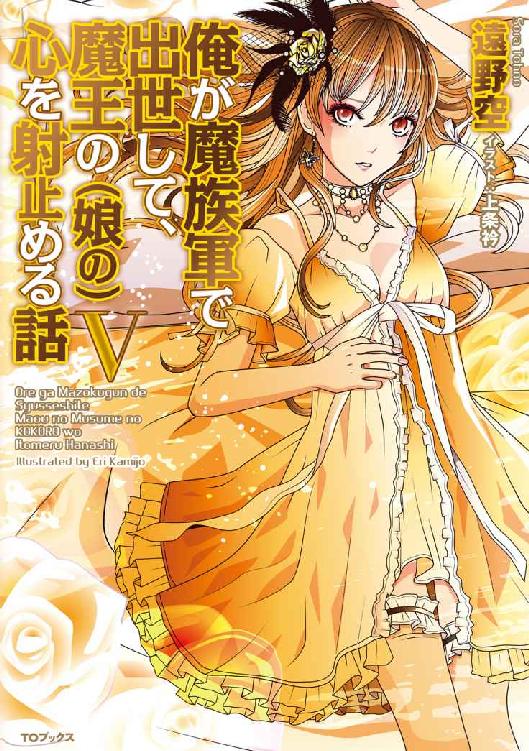 俺が魔族軍で
出世して、
魔王の(娘の)
心を射止める話
V
遠野空
イラスト:上条衿
Ore ga Mazokugun de
Syusseshite
Maou no Musume no
KOKORO wo
Itomeru Hanashi
Illustrated by Eri Kamijo
TOブックス